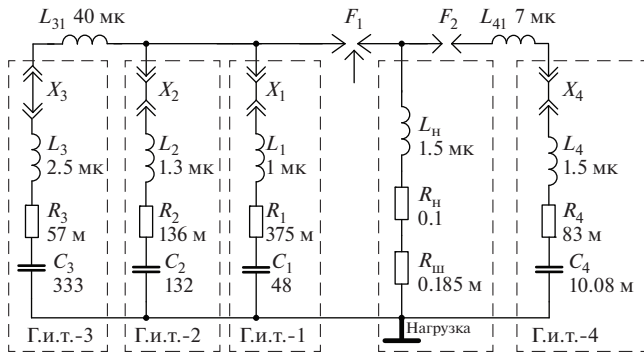 L31 40 мк
F1
F2
L41 7 мк
X3
X2
X1
X4
L3
2.5 мк
L2
1.3 мк
L1
1 мк
Lн
1.5 мк
L4
1.5 мк
R3
57 м
R2
136 м
R1
375 м
Rн
0.1
R4
83 м
C3
333
C2
132
C1
48
Rш
0.185 м
C4
10.08 м
Г.и.т.-3
Г.и.т.-2
Г.и.т.-1
Нагрузка
Г.и.т.-4